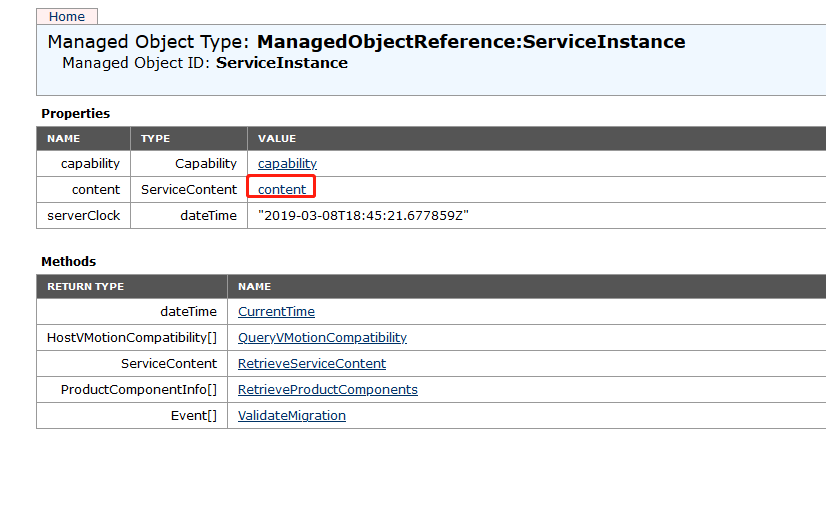 Home
Managed Object Type: ManagedObjectReference:ServiceInstance
Managed Object ID: ServiceInstance
Properties
NAME TYPE VALUE
capability Capability capability
content ServiceContent content
serverClock dateTime "2019-03-08T18:45:21.677859Z"
Methods
RETURN TYPE NAME
dateTime CurrentTime
HostVMotionCompatibility[] QueryVMotionCompatibility
ServiceContent RetrieveServiceContent
ProductComponentInfo[] RetrieveProductComponents
Event[] ValidateMigration